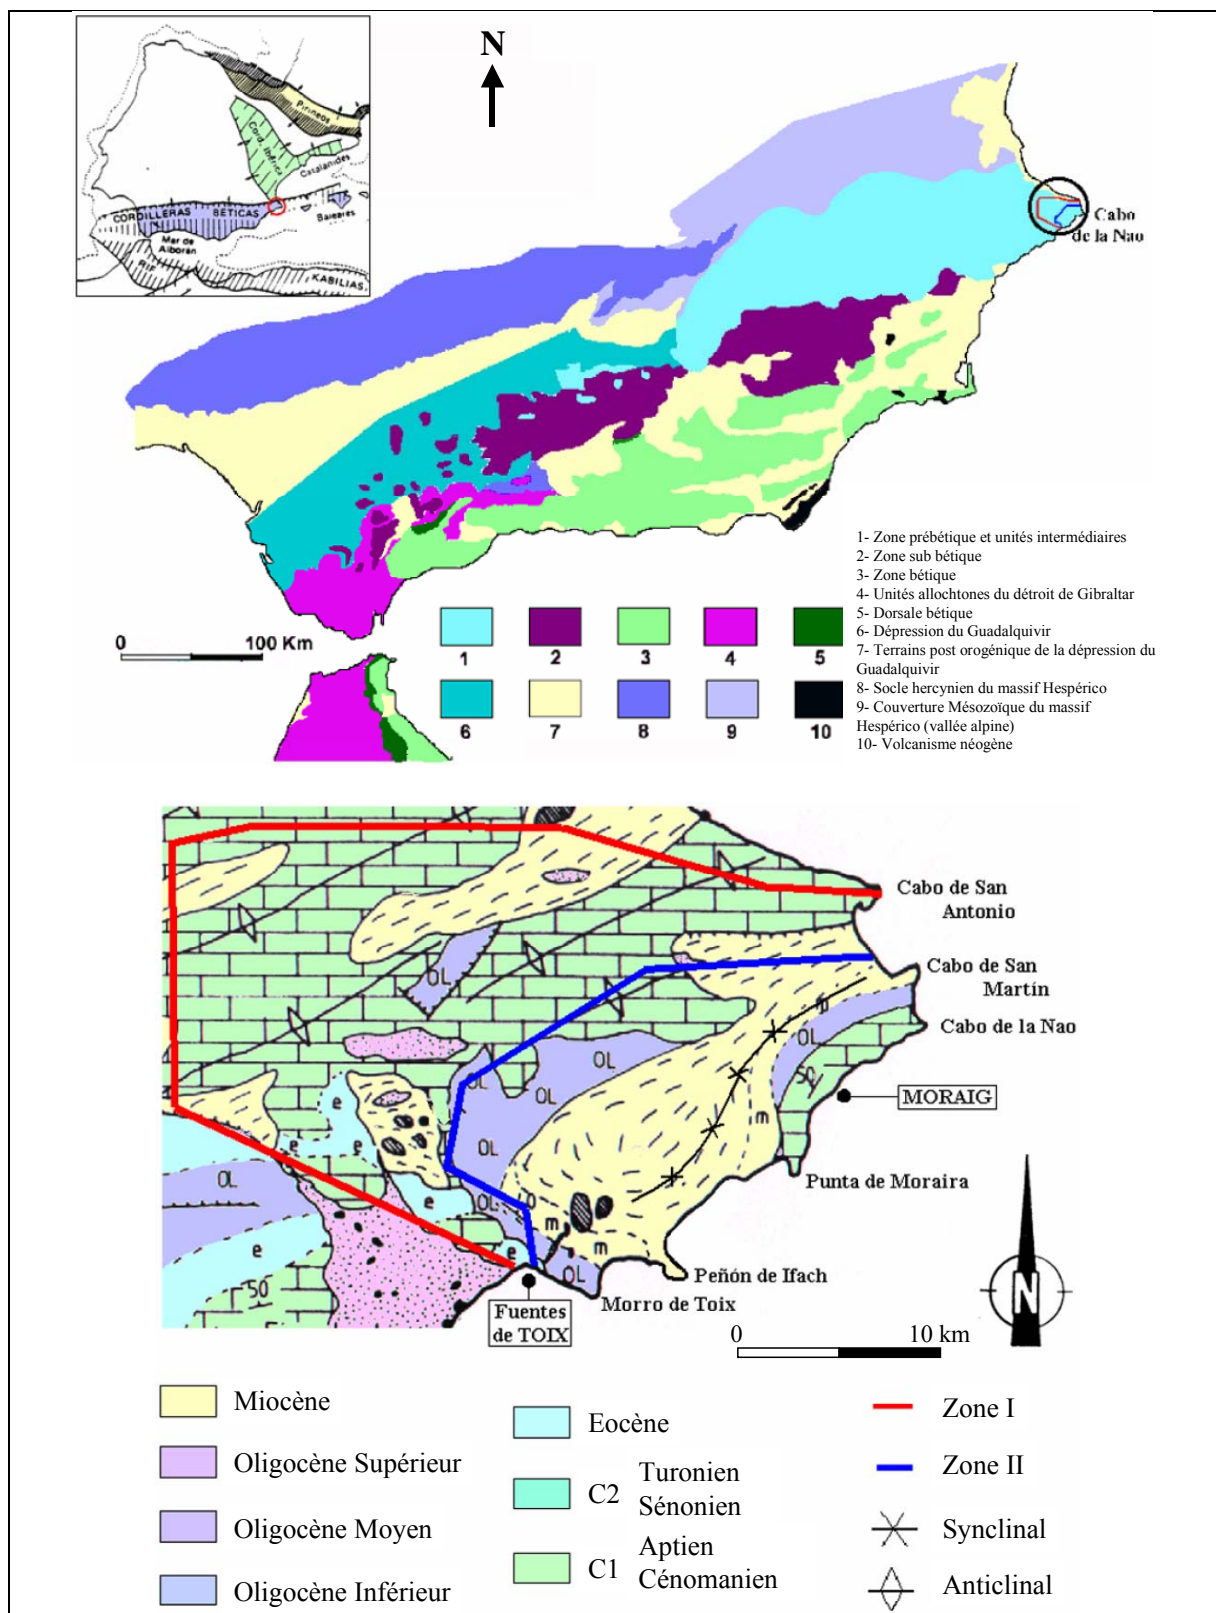 N
Pirineos
Cord. Ibérica
Catalánides
CORDILLERAS BÉTICAS
Baleares
Mar de
Alborán
RIF
KABILIAS
Cabo
de la Nao
1- Zone prébétique et unités intermédiaires
2- Zone sub bétique
3- Zone bétique
4- Unités allochtones du détroit de Gibraltar
5- Dorsale bétique
6- Dépression du Guadalquivir
7- Terrains post orogénique de la dépression du
Guadalquivir
8- Socle hercynien du massif Hespérico
9- Couverture Mésozoïque du massif
Hespérico (vallée alpine)
10- Volcanisme néogène
0 100 Km
1 2 3 4 5
6 7 8 9 10
Cabo de San
Antonio
Cabo de San
Martín
Cabo de la Nao
MORAIG
Punta de Moraira
Peñón de Ifach
Morro de Toix
Fuentes
de TOIX
OL
m
OL
50
OL
OL
OL
m
e
e
e
OL
OL
OL
m
m
e
e
OL
50
N
0 10 km
Miocène
Oligocène Supérieur
Oligocène Moyen
Oligocène Inférieur
Eocène
C2 Turonien
Sénonien
C1 Aptien
Cénomanien
Zone I
Zone II
Synclinal
Anticlinal